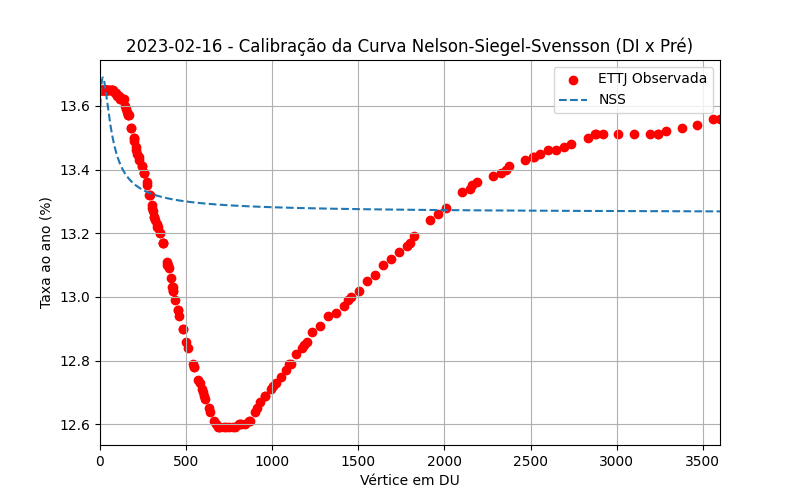 2023-02-16 - Calibração da Curva Nelson-Siegel-Svensson (DI x Pré)
ETTJ Observada
NSS
13.6
13.4
13.2
13.0
12.8
12.6
Taxa ao ano (%)
0 500 1000 1500 2000 2500 3000 3500
Vértice em DU